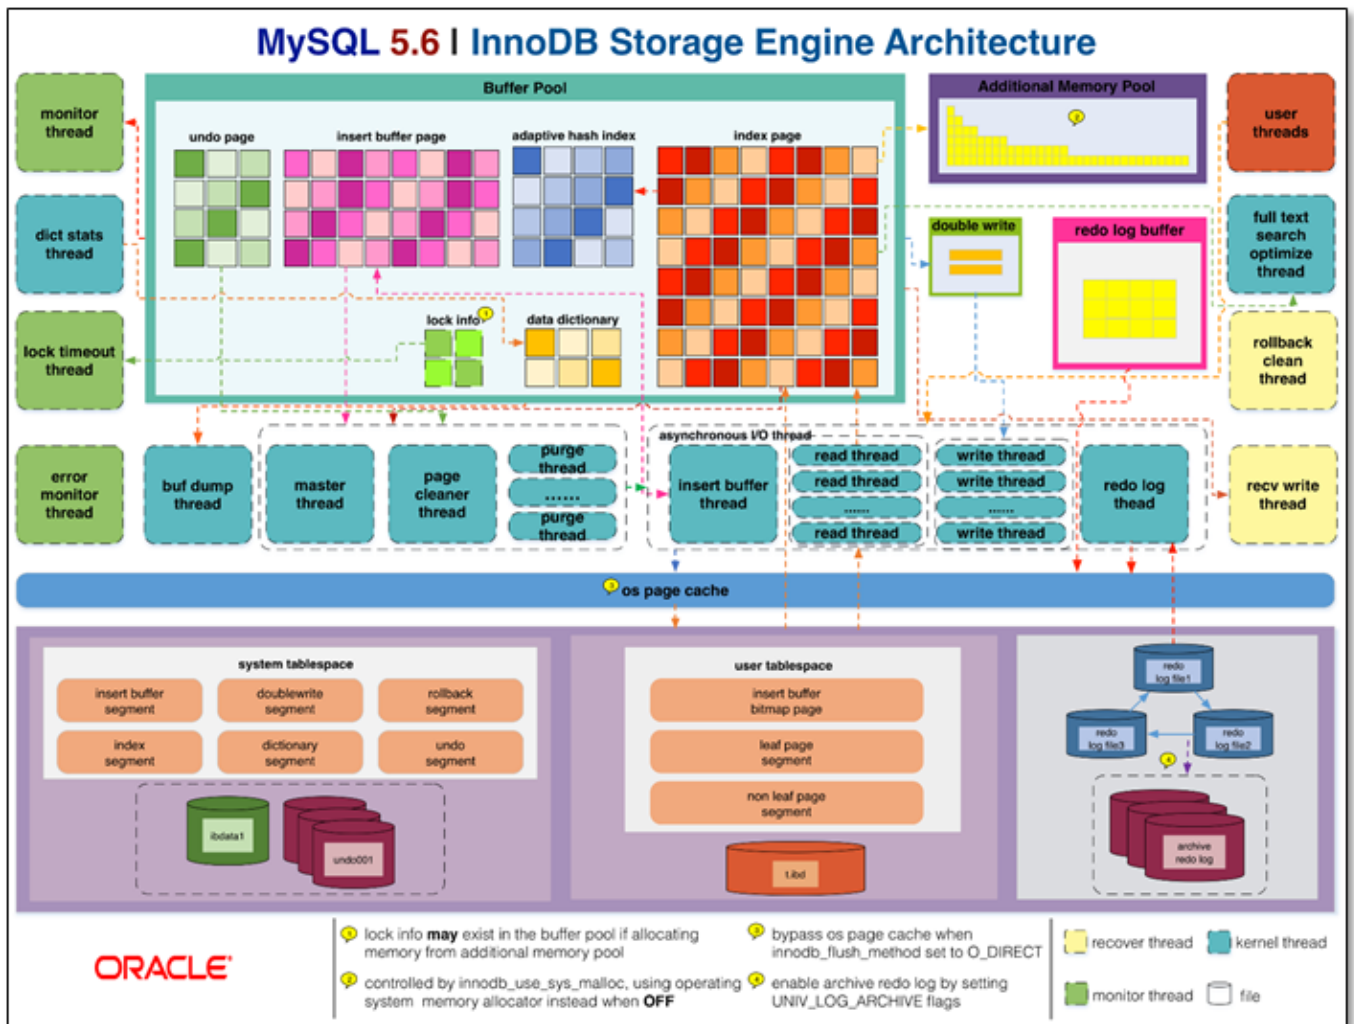 MySQL 5.6 | InnoDB Storage Engine Architecture
monitor
thread
Buffer Pool
Additional Memory Pool
2
user
threads
undo page
insert buffer page
adaptive hash index
index page
dict stats
thread
double write
redo log buffer
full text
search
optimize
thread
lock timeout
thread
lock info
1
data dictionary
rollback
clean
thread
error
monitor
thread
buf dump
thread
master
thread
page
cleaner
thread
purge
thread
......
purge
thread
asynchronous I/O thread
insert buffer
thread
read thread
read thread
......
read thread
write thread
write thread
......
write thread
redo log
thead
recv write
thread
3
os page cache
system tablespace
insert buffer
segment
doublewrite
segment
rollback
segment
index
segment
dictionary
segment
undo
segment
ibdata1
undo001
user tablespace
insert buffer
bitmap page
leaf page
segment
non leaf page
segment
t.ibd
redo
log file1
redo
log file3
redo
log file2
4
archive
redo log
ORACLE®
1 lock info may exist in the buffer pool if allocating
memory from additional memory pool
2 controlled by innodb_use_sys_malloc, using operating
system memory allocator instead when OFF
3 bypass os page cache when
innodb_flush_method set to O_DIRECT
4 enable archive redo log by setting
UNIV_LOG_ARCHIVE flags
recover thread
kernel thread
monitor thread
file